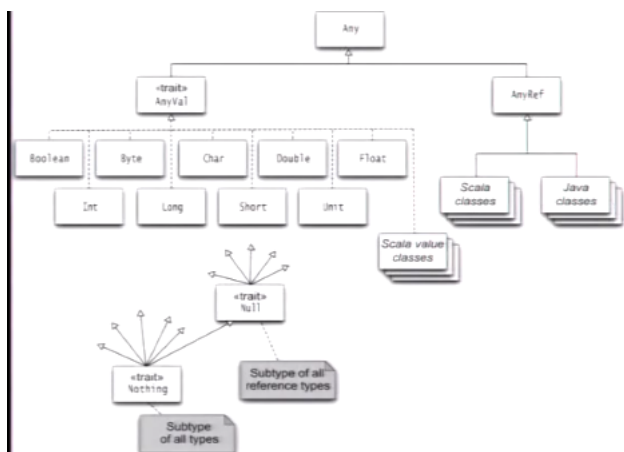 Any
«trait»
AnyVal
AnyRef
Boolean
Byte
Char
Double
Float
Int
Long
Short
Unit
Scala
classes
Java
classes
Scala value
classes
«trait»
Null
«trait»
Nothing
Subtype of all
reference types
Subtype
of all types